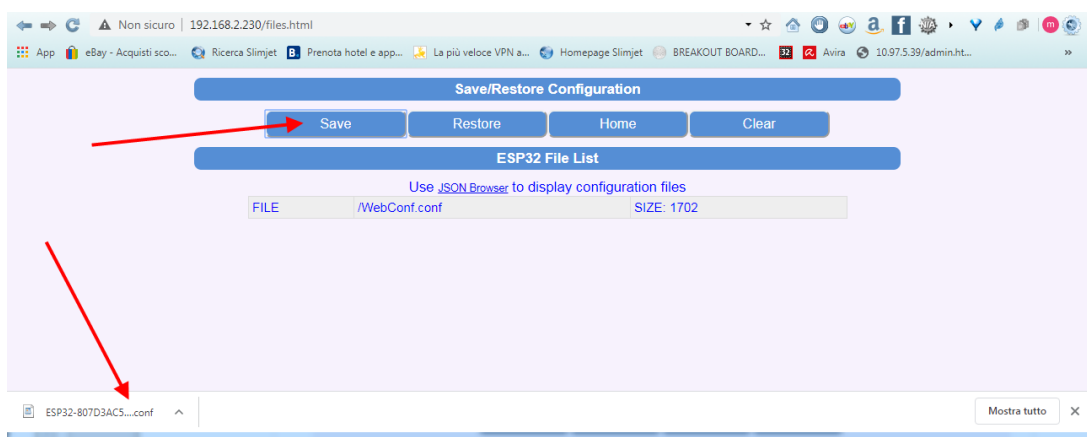 Non sicuro | 192.168.2.230/files.html
App eBay - Acquisti sco... Ricerca Slimjet B. Prenota hotel e app... La più veloce VPN a... Homepage Slimjet BREAKOUT BOARD... 32 Avira 10.97.5.39/admin.ht... »
Save/Restore Configuration
Save Restore Home Clear
ESP32 File List
Use JSON Browser to display configuration files
FILE /WebConf.conf SIZE: 1702
ESP32-807D3AC5....conf Mostra tutto